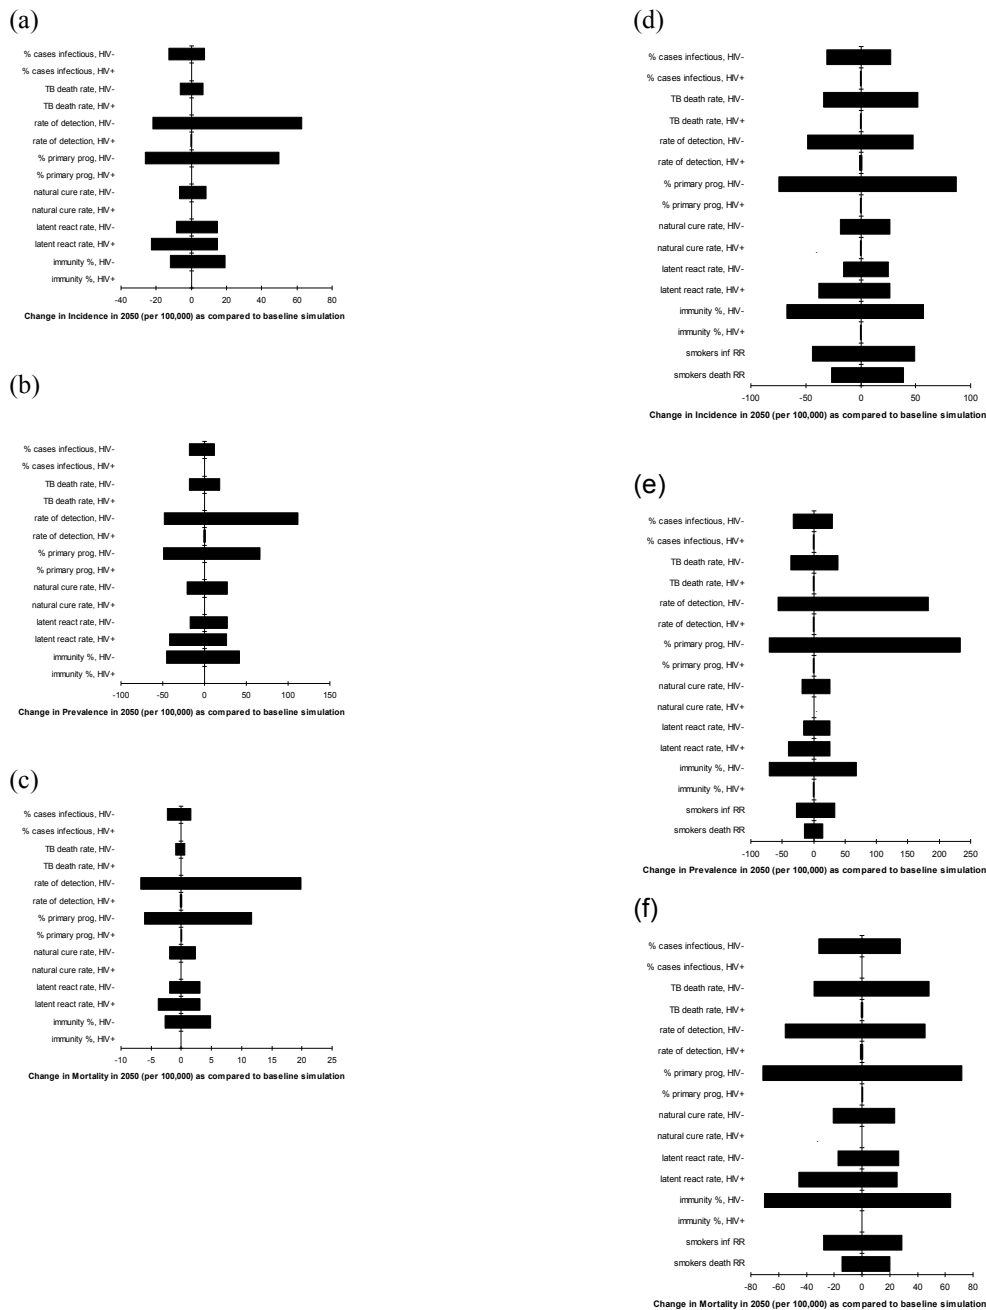 (a)
% cases infectious, HIV-
% cases infectious, HIV+
TB death rate, HIV-
TB death rate, HIV+
rate of detection, HIV-
rate of detection, HIV+
% primary prog, HIV-
% primary prog, HIV+
natural cure rate, HIV-
natural cure rate, HIV+
latent react rate, HIV-
latent react rate, HIV+
immunity %, HIV-
immunity %, HIV+
-40 -20 0 20 40 60 80
Change in Incidence in 2050 (per 100,000) as compared to baseline simulation
(b)
% cases infectious, HIV-
% cases infectious, HIV+
TB death rate, HIV-
TB death rate, HIV+
rate of detection, HIV-
rate of detection, HIV+
% primary prog, HIV-
% primary prog, HIV+
natural cure rate, HIV-
natural cure rate, HIV+
latent react rate, HIV-
latent react rate, HIV+
immunity %, HIV-
immunity %, HIV+
-100 -50 0 50 100 150
Change in Prevalence in 2050 (per 100,000) as compared to baseline simulation
(c)
% cases infectious, HIV-
% cases infectious, HIV+
TB death rate, HIV-
TB death rate, HIV+
rate of detection, HIV-
rate of detection, HIV+
% primary prog, HIV-
% primary prog, HIV+
natural cure rate, HIV-
natural cure rate, HIV+
latent react rate, HIV-
latent react rate, HIV+
immunity %, HIV-
immunity %, HIV+
-10 -5 0 5 10 15 20 25
Change in Mortality in 2050 (per 100,000) as compared to baseline simulation
(d)
% cases infectious, HIV-
% cases infectious, HIV+
TB death rate, HIV-
TB death rate, HIV+
rate of detection, HIV-
rate of detection, HIV+
% primary prog, HIV-
% primary prog, HIV+
natural cure rate, HIV-
natural cure rate, HIV+
latent react rate, HIV-
latent react rate, HIV+
immunity %, HIV-
immunity %, HIV+
smokers inf RR
smokers death RR
-100 -50 0 50 100
Change in Incidence in 2050 (per 100,000) as compared to baseline simulation
(e)
% cases infectious, HIV-
% cases infectious, HIV+
TB death rate, HIV-
TB death rate, HIV+
rate of detection, HIV-
rate of detection, HIV+
% primary prog, HIV-
% primary prog, HIV+
natural cure rate, HIV-
natural cure rate, HIV+
latent react rate, HIV-
latent react rate, HIV+
immunity %, HIV-
immunity %, HIV+
smokers inf RR
smokers death RR
-100 -50 0 50 100 150 200 250
Change in Prevalence in 2050 (per 100,000) as compared to baseline simulation
(f)
% cases infectious, HIV-
% cases infectious, HIV+
TB death rate, HIV-
TB death rate, HIV+
rate of detection, HIV-
rate of detection, HIV+
% primary prog, HIV-
% primary prog, HIV+
natural cure rate, HIV-
natural cure rate, HIV+
latent react rate, HIV-
latent react rate, HIV+
immunity %, HIV-
immunity %, HIV+
smokers inf RR
smokers death RR
-80 -60 -40 -20 0 20 40 60 80
Change in Mortality in 2050 (per 100,000) as compared to baseline simulation